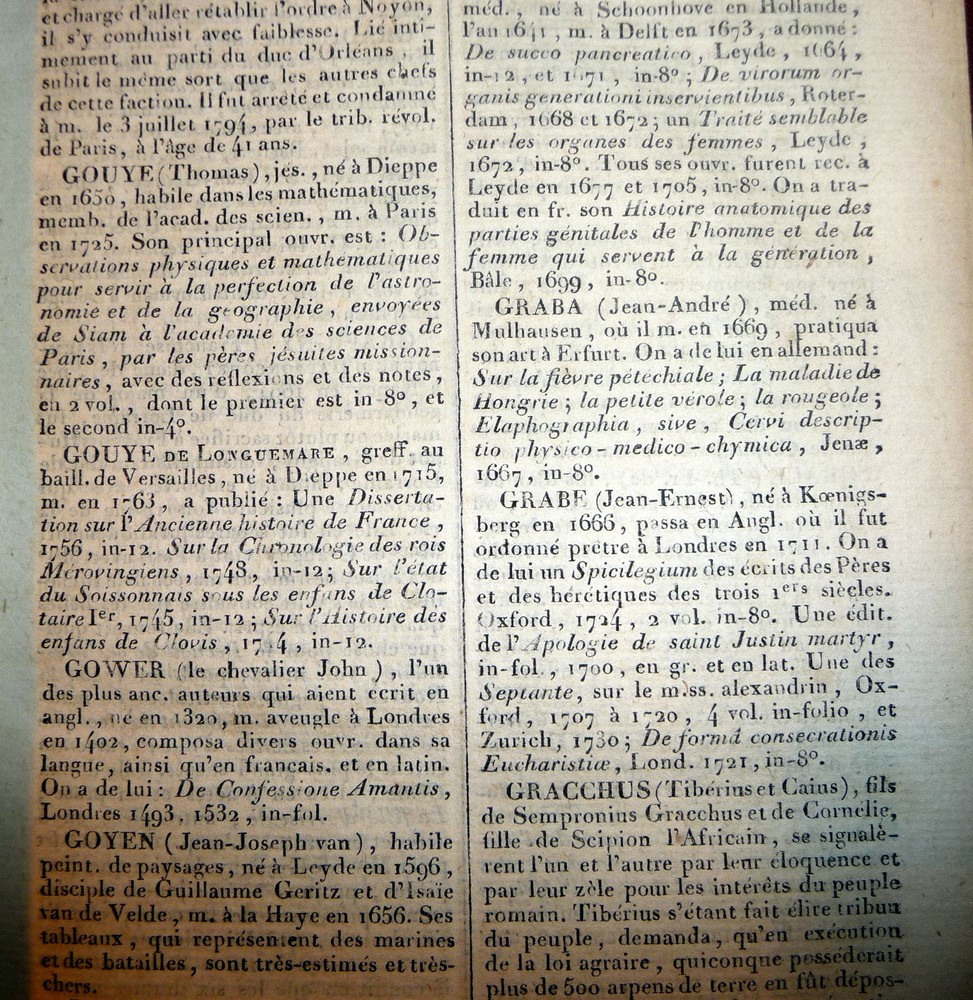 et chargé d'aller rétablir l'ordre à Noyon,
il s'y conduisit avec faiblesse. Lié inti-
mement au parti du duc d'Orléans, il
subit le même sort que les autres chefs
de cette faction. Il fut arrêté et condamné
à m. le 3 juillet 1794, par le trib. révol.
de Paris, à l'âge de 41 ans.
GOUYE (Thomas), jés., né à Dieppe
en 1650, habile dans les mathématiques,
memb. de l'acad. des scien., m. à Paris
en 1725. Son principal ouvr. est : Ob-
servations physiques et mathématiques
pour servir à la perfection de l'astro-
nomie et de la géographie, envoyées
de Siam à l'académie des sciences de
Paris, par les pères jésuites mission-
naires, avec des réflexions et des notes,
en 2 vol., dont le premier est in-8°, et
le second in-4°.
GOUYE DE LONGUEMARE, greff. au
baill. de Versailles, né à Dieppe en 1715,
m. en 1763, a publié : Une Disserta-
tion sur l'Ancienne histoire de France,
1756, in-12. Sur la Chronologie des rois
Mérovingiens, 1748, in-12; Sur l'état
du Soissonnais sous les enfans de Clo-
taire Ier, 1745, in-12; Sur l'Histoire des
enfans de Clovis, in-12.
GOWER (le chevalier John), l'un
des plus anc. auteurs qui aient écrit en
angl., né en 1320, m. aveugle à Londres
en 1402, composa divers ouvr. dans sa
langue, ainsi qu'en francais, et en latin.
On a de lui : De Confessione Amantis,
Londres 1493, 1532, in-fol.
GOYEN (Jean-Joseph van), habile
peint. de paysages, né à Leyde en 1596,
disciple de Guillaume Geritz et d'Isaïe
van de Velde, m. à la Haye en 1656. Ses
tableaux, qui représentent des marines
et des batailles, sont très-estimés et très-
chers.
méd., né à Schoonhove en Hollande,
l'an 1641, m. à Delft en 1673, a donné :
De succo pancreatico, Leyde, 1664,
in-12, et 1671, in-8°; De virorum or-
ganis generationi inservientibus, Roter-
dam, 1668 et 1672; un Traité semblable
sur les organes des femmes, Leyde,
1672, in-8°. Tous ses ouvr. furent rec. à
Leyde en 1677 et 1705, in-8°. On a tra-
duit en fr. son Histoire anatomique des
parties génitales de l'homme et de la
femme qui servent à la génération,
Bâle, 1699, in-8°.
GRABA (Jean-André), méd. né à
Mulhausen, où il m. en 1669, pratiqua
son art à Erfurt. On a de lui en allemand :
Sur la fièvre pétéchiale; La maladie de
Hongrie; la petite vérole; la rougeole;
Elaphographia, sive, Cervi descrip-
tio physico-medico-chymica, Jenæ,
1667, in-8°.
GRABE (Jean-Ernest), né à Kœnigs-
berg en 1666, passa en Angl. où il fut
ordonné prêtre à Londres en 1711. On a
de lui un Spicilegium des écrits des Pères
et des hérétiques des trois 1ers siècles.
Oxford, 1724, 2 vol. in-8°. Une édit.
de l'Apologie de saint Justin martyr,
in-fol., 1700, en gr. et en lat. Une des
Septante, sur le mss. alexandrin, Ox-
ford, 1707 à 1720, 4 vol. in-folio, et
Zurich, 1730; De formâ consecrationis
Eucharistiæ, Lond. 1721, in-8°.
GRACCHUS (Tibérius et Caius), fils
de Sempronius Gracchus et de Cornélie,
fille de Scipion l'Africain, se signalè-
rent l'un et l'autre par leur éloquence et
par leur zèle pour les intérêts du peuple
romain. Tibérius s'étant fait élire tribun
du peuple, demanda, qu'en exécution
de la loi agraire, quiconque posséderait
plus de 500 arpens de terre en fût dépos-